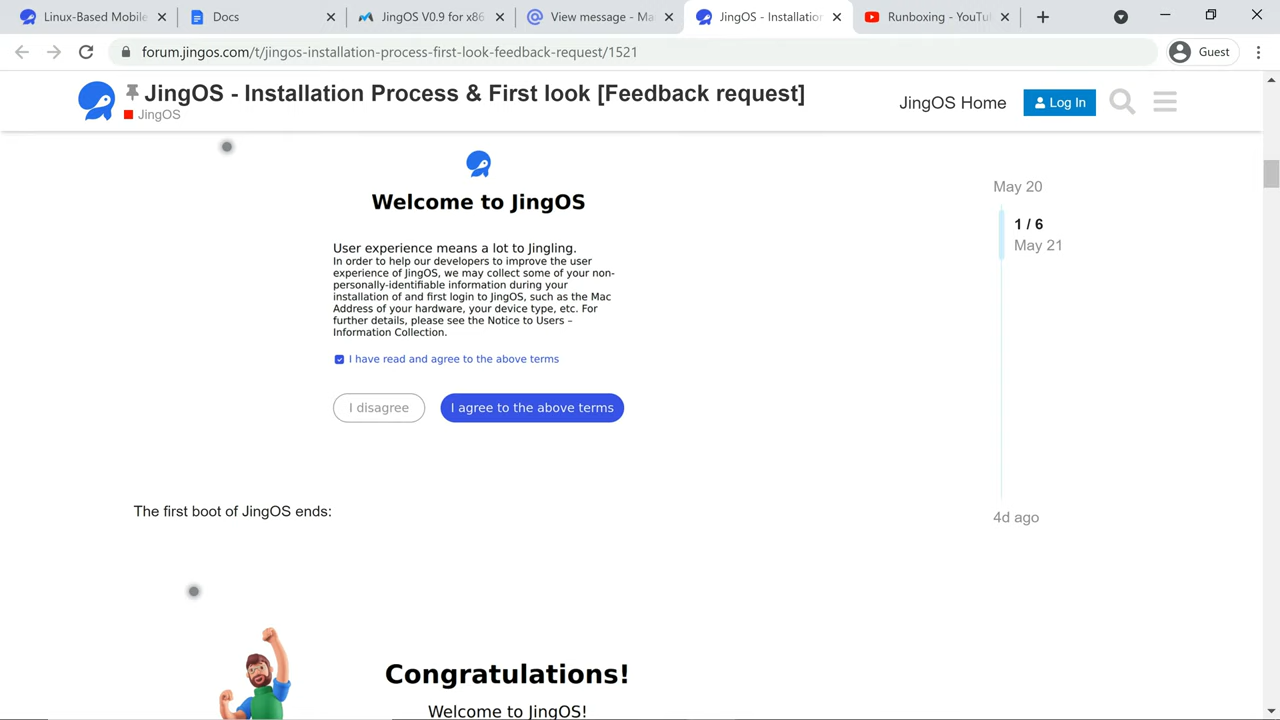 Linux-Based Mobile
Docs
JingOS V0.9 for x86
View message - Ma
JingOS - Installatio
Runboxing - YouTu
forum.jingos.com/t/jingos-installation-process-first-look-feedback-request/1521
Guest
JingOS - Installation Process & First look [Feedback request]
JingOS
JingOS Home
Log In
Welcome to JingOS
User experience means a lot to Jingling.
In order to help our developers to improve the user
experience of JingOS, we may collect some of your non-
personally-identifiable information during your
installation of and first login to JingOS, such as the Mac
Address of your hardware, your device type, etc. For
further details, please see the Notice to Users –
Information Collection.
I have read and agree to the above terms
I disagree
I agree to the above terms
May 20
1 / 6
May 21
4d ago
The first boot of JingOS ends:
Congratulations!
Welcome to JingOS!